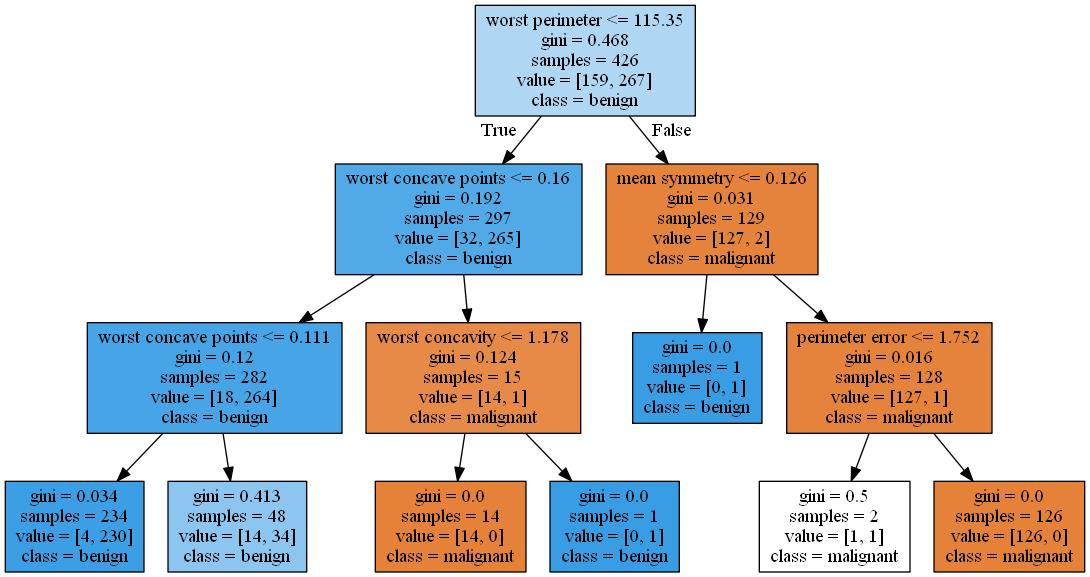 worst perimeter <= 115.35
gini = 0.468
samples = 426
value = [159, 267]
class = benign
True
False
worst concave points <= 0.16
gini = 0.192
samples = 297
value = [32, 265]
class = benign
mean symmetry <= 0.126
gini = 0.031
samples = 129
value = [127, 2]
class = malignant
worst concave points <= 0.111
gini = 0.12
samples = 282
value = [18, 264]
class = benign
worst concavity <= 1.178
gini = 0.124
samples = 15
value = [14, 1]
class = malignant
gini = 0.0
samples = 1
value = [0, 1]
class = benign
perimeter error <= 1.752
gini = 0.016
samples = 128
value = [127, 1]
class = malignant
gini = 0.034
samples = 234
value = [4, 230]
class = benign
gini = 0.413
samples = 48
value = [14, 34]
class = benign
gini = 0.0
samples = 14
value = [14, 0]
class = malignant
gini = 0.0
samples = 1
value = [0, 1]
class = benign
gini = 0.5
samples = 2
value = [1, 1]
class = malignant
gini = 0.0
samples = 126
value = [126, 0]
class = malignant